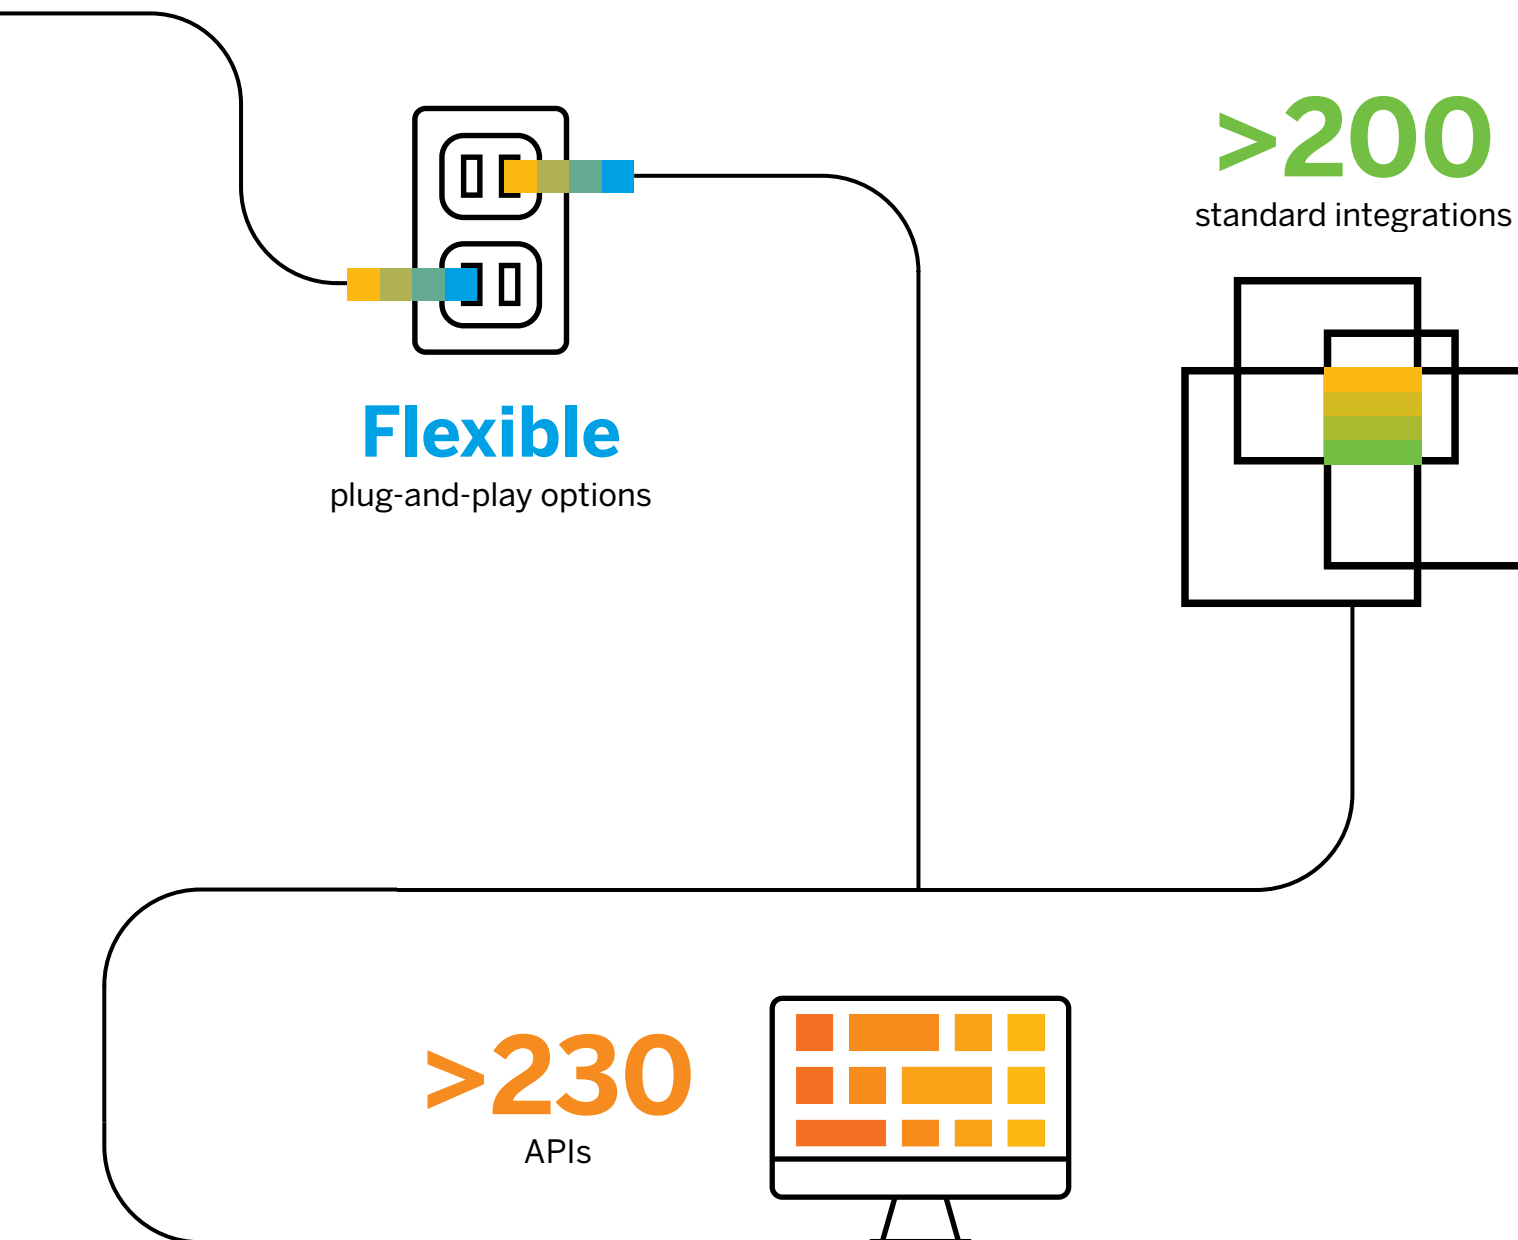 >200
standard integrations
Flexible
plug-and-play options
>230
APIs